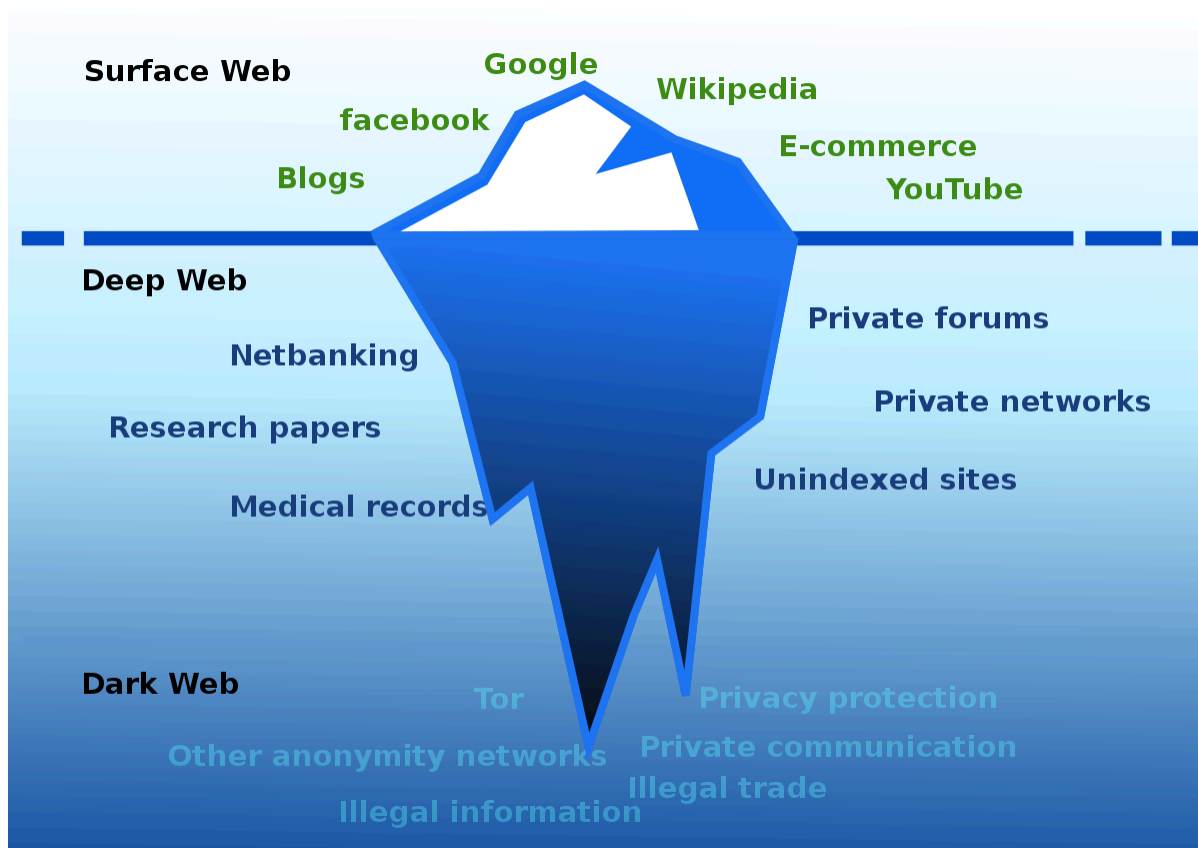 Surface Web
Google
Wikipedia
facebook
E-commerce
Blogs
YouTube
Deep Web
Private forums
Netbanking
Private networks
Research papers
Unindexed sites
Medical records
Dark Web
Tor
Privacy protection
Other anonymity networks
Private communication
Illegal trade
Illegal information